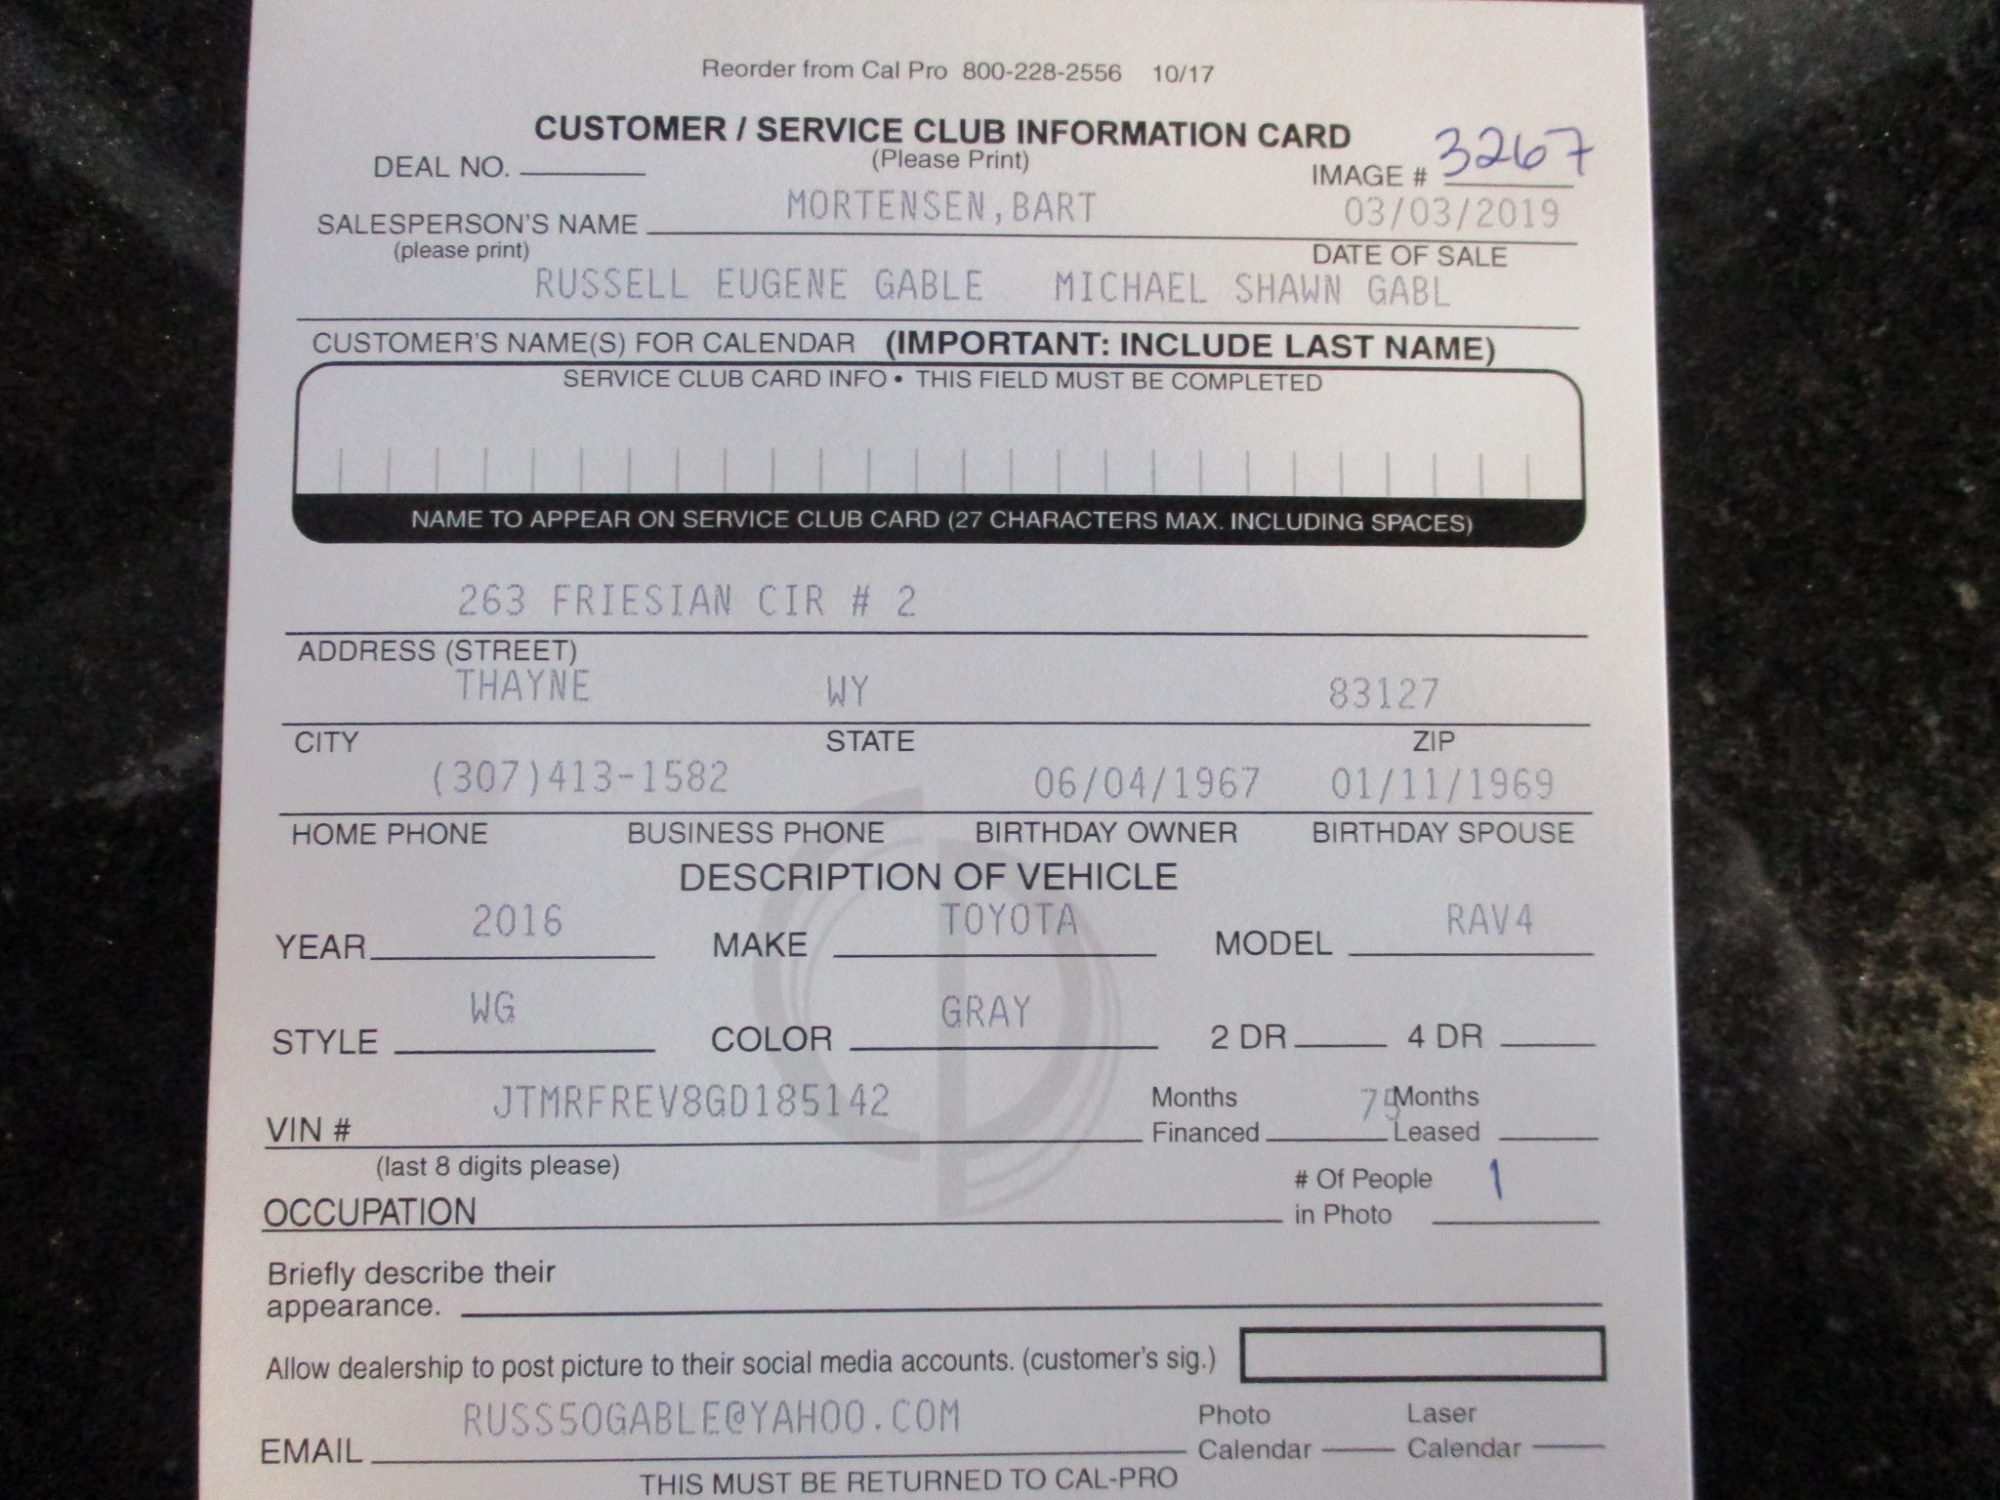 Reorder from Cal Pro 800-228-2556 10/17
CUSTOMER / SERVICE CLUB INFORMATION CARD
DEAL NO. (Please Print) IMAGE # 3267
SALESPERSON'S NAME MORTENSEN,BART 03/03/2019
(please print) DATE OF SALE
RUSSELL EUGENE GABLE MICHAEL SHAWN GABL
CUSTOMER'S NAME(S) FOR CALENDAR (IMPORTANT: INCLUDE LAST NAME)
SERVICE CLUB CARD INFO • THIS FIELD MUST BE COMPLETED
NAME TO APPEAR ON SERVICE CLUB CARD (27 CHARACTERS MAX. INCLUDING SPACES)
263 FRIESIAN CIR # 2
ADDRESS (STREET)
THAYNE WY 83127
CITY STATE ZIP
(307)413-1582 06/04/1967 01/11/1969
HOME PHONE BUSINESS PHONE BIRTHDAY OWNER BIRTHDAY SPOUSE
DESCRIPTION OF VEHICLE
YEAR 2016 MAKE TOYOTA MODEL RAV4
STYLE WG COLOR GRAY 2 DR 4 DR
VIN # JTMRFREV8GD185142 Months Financed 75 Months Leased
(last 8 digits please)
OCCUPATION # Of People in Photo 1
Briefly describe their
appearance.
Allow dealership to post picture to their social media accounts. (customer's sig.)
EMAIL RUSS50GABLE@YAHOO.COM Photo Calendar Laser Calendar
THIS MUST BE RETURNED TO CAL-PRO